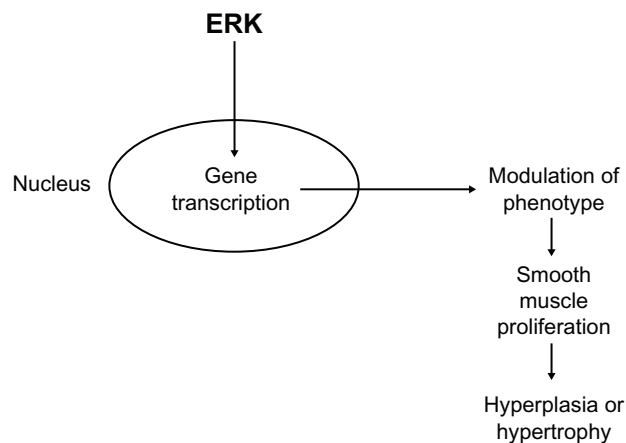 ERK
Nucleus
Gene
transcription
Modulation of
phenotype
Smooth
muscle
proliferation
Hyperplasia or
hypertrophy